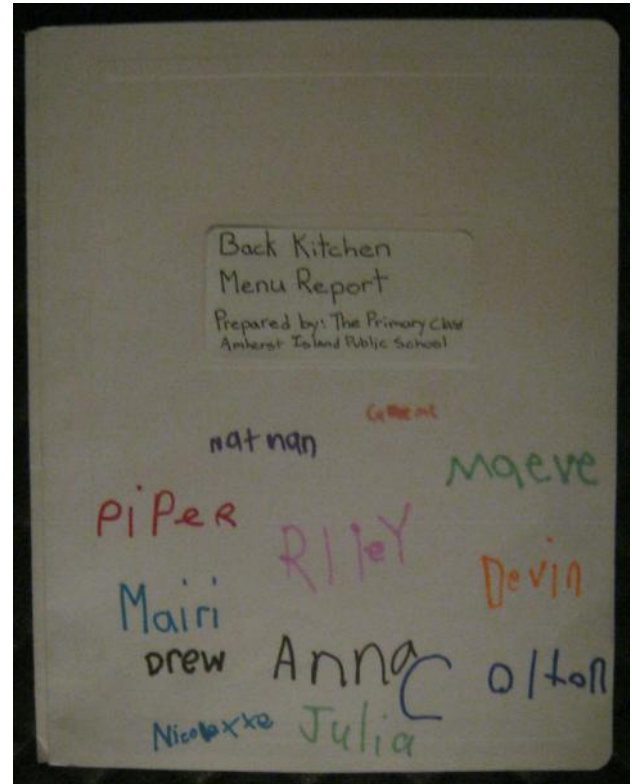 Back Kitchen
Menu Report
Prepared by: The Primary Class
Amherst Island Public School
natnan
Maeve
PiPeR
RIleY
Devin
Mairi
Drew
Anna
Colton
Julia